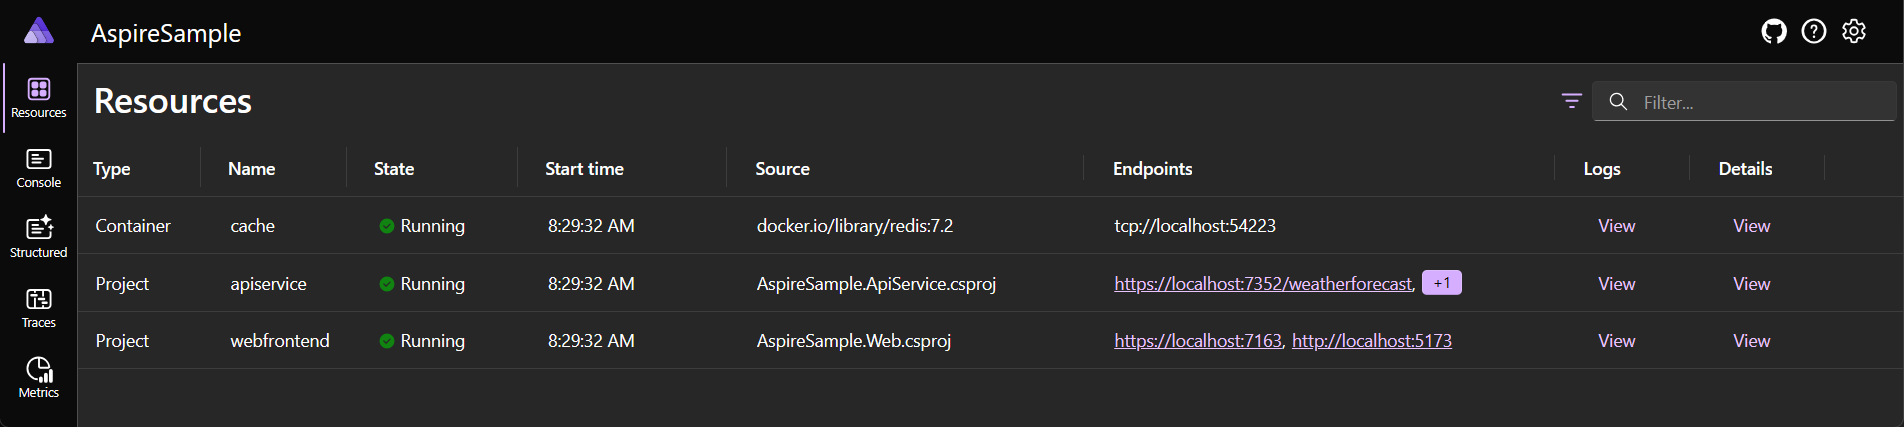 AspireSample
Resources
Resources
Filter...
Console
Structured
Traces
Metrics
Type Name State Start time Source Endpoints Logs Details
Container cache Running 8:29:32 AM docker.io/library/redis:7.2 tcp://localhost:54223 View View
Project apiservice Running 8:29:32 AM AspireSample.ApiService.csproj https://localhost:7352/weatherforecast, +1 View View
Project webfrontend Running 8:29:32 AM AspireSample.Web.csproj https://localhost:7163, http://localhost:5173 View View